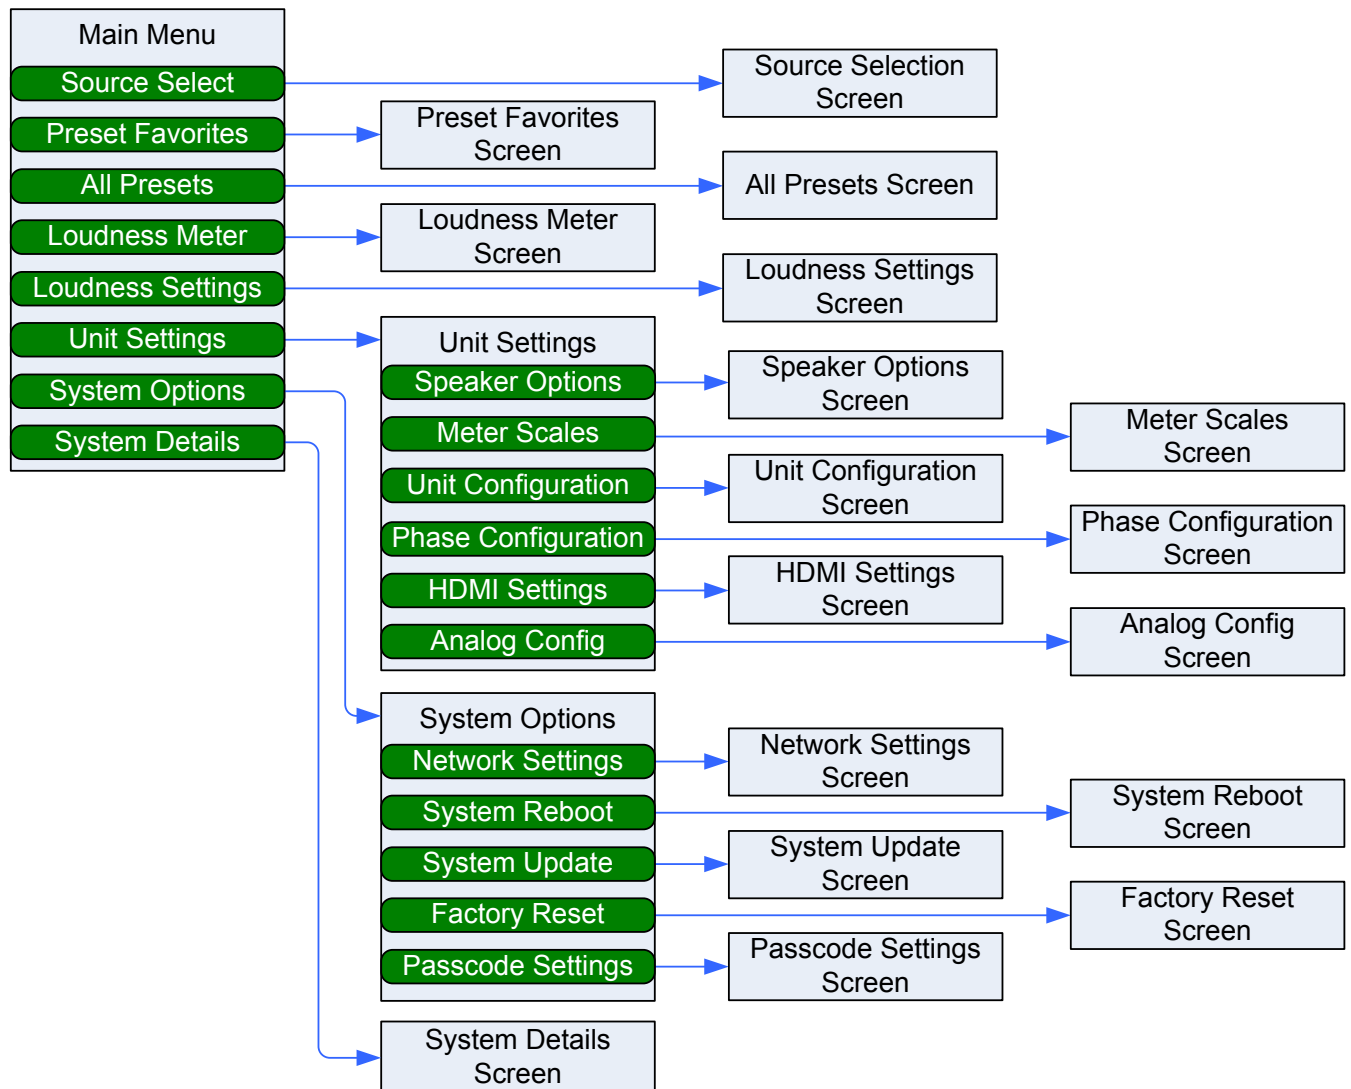 Main Menu
Source Select
Preset Favorites
All Presets
Loudness Meter
Loudness Settings
Unit Settings
System Options
System Details
Source Selection
Screen
Preset Favorites
Screen
All Presets Screen
Loudness Meter
Screen
Loudness Settings
Screen
Unit Settings
Speaker Options
Meter Scales
Unit Configuration
Phase Configuration
HDMI Settings
Analog Config
Speaker Options
Screen
Meter Scales
Screen
Unit Configuration
Screen
Phase Configuration
Screen
HDMI Settings
Screen
Analog Config
Screen
System Options
Network Settings
System Reboot
System Update
Factory Reset
Passcode Settings
Network Settings
Screen
System Reboot
Screen
System Update
Screen
Factory Reset
Screen
Passcode Settings
Screen
System Details
Screen